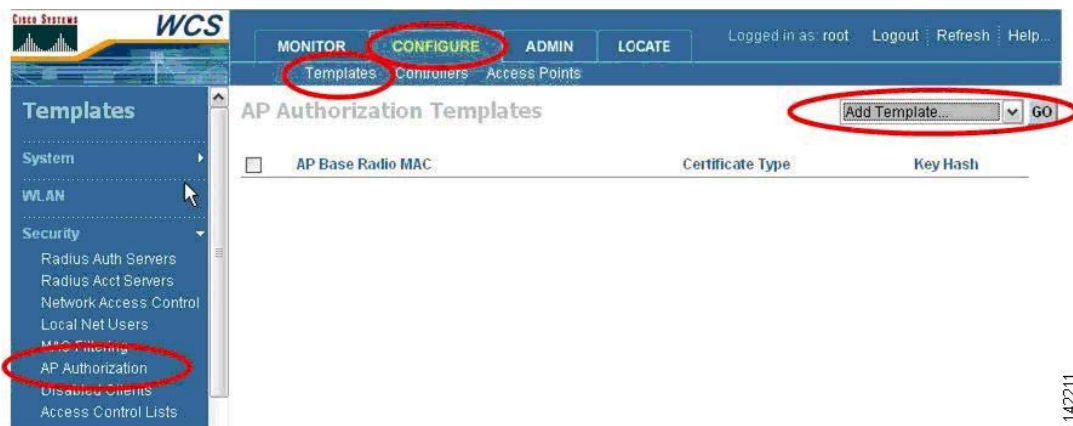 CISCO SYSTEMS
WCS
MONITOR CONFIGURE ADMIN LOCATE
Logged in as: root Logout Refresh Help...
Templates Controllers Access Points
Templates
System
WLAN
Security
Radius Auth Servers
Radius Acct Servers
Network Access Control
Local Net Users
MAC Filtering
AP Authorization
Disabled Clients
Access Control Lists
AP Authorization Templates
Add Template... GO
AP Base Radio MAC Certificate Type Key Hash
142211